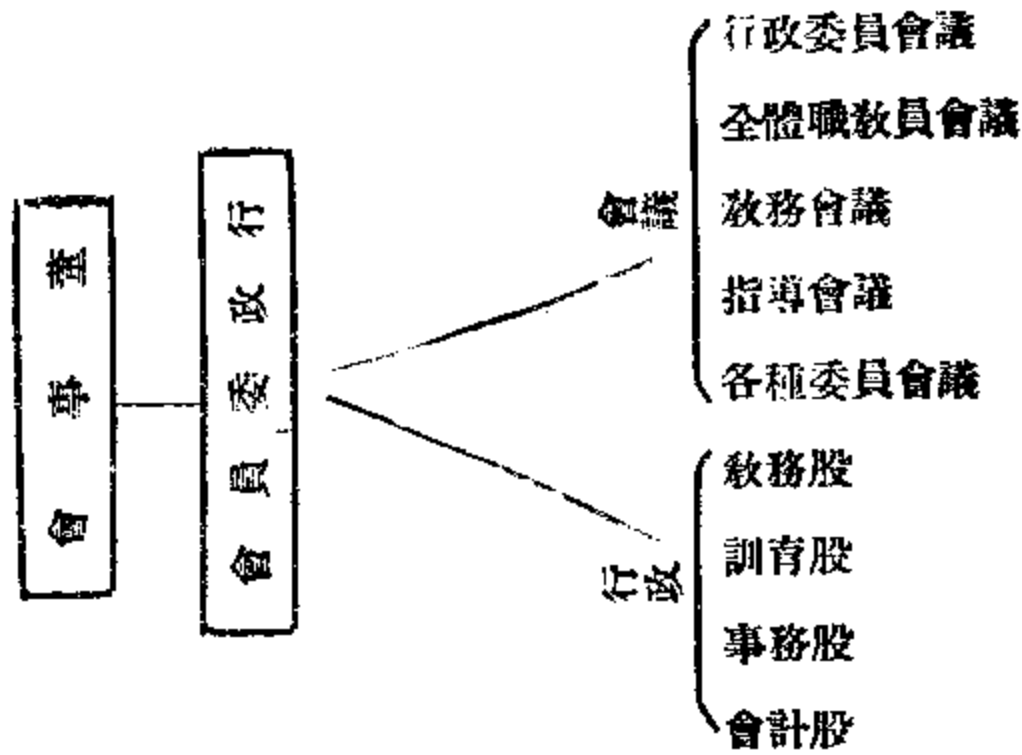 董事會
行政委員會
會議
行政委員會議
全體職教員會議
教務會議
指導會議
各種委員會議
行政
教務股
訓育股
事務股
會計股